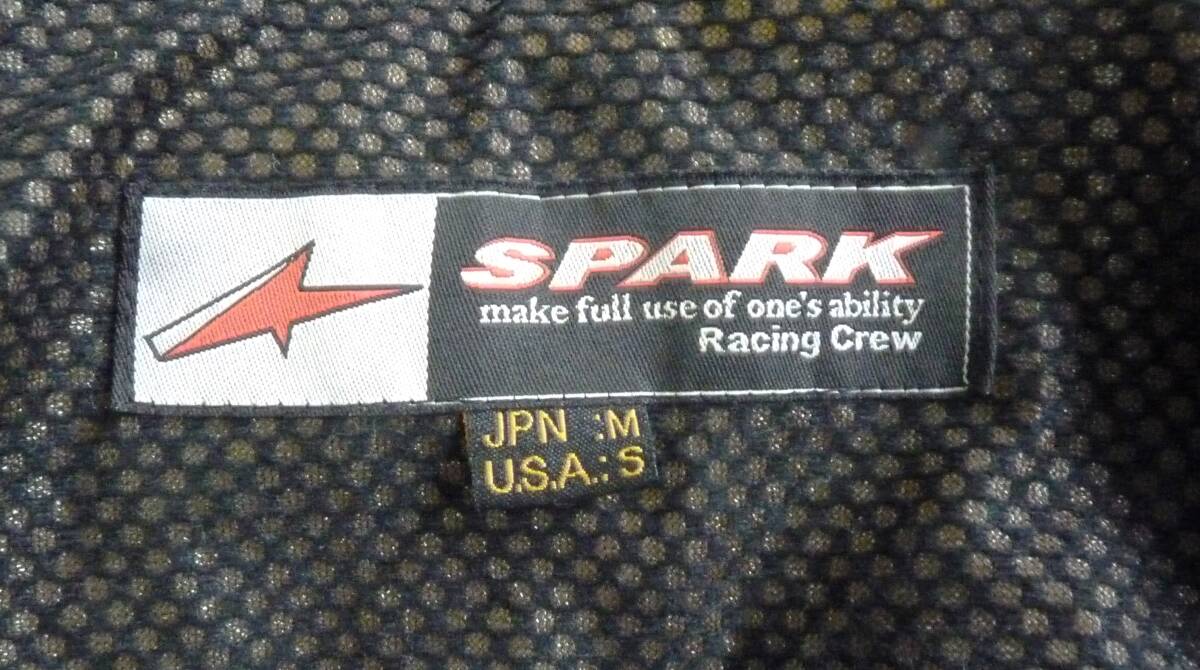 SPARK
make full use of one's ability
Racing Crew
JPN :M
U.S.A.: S